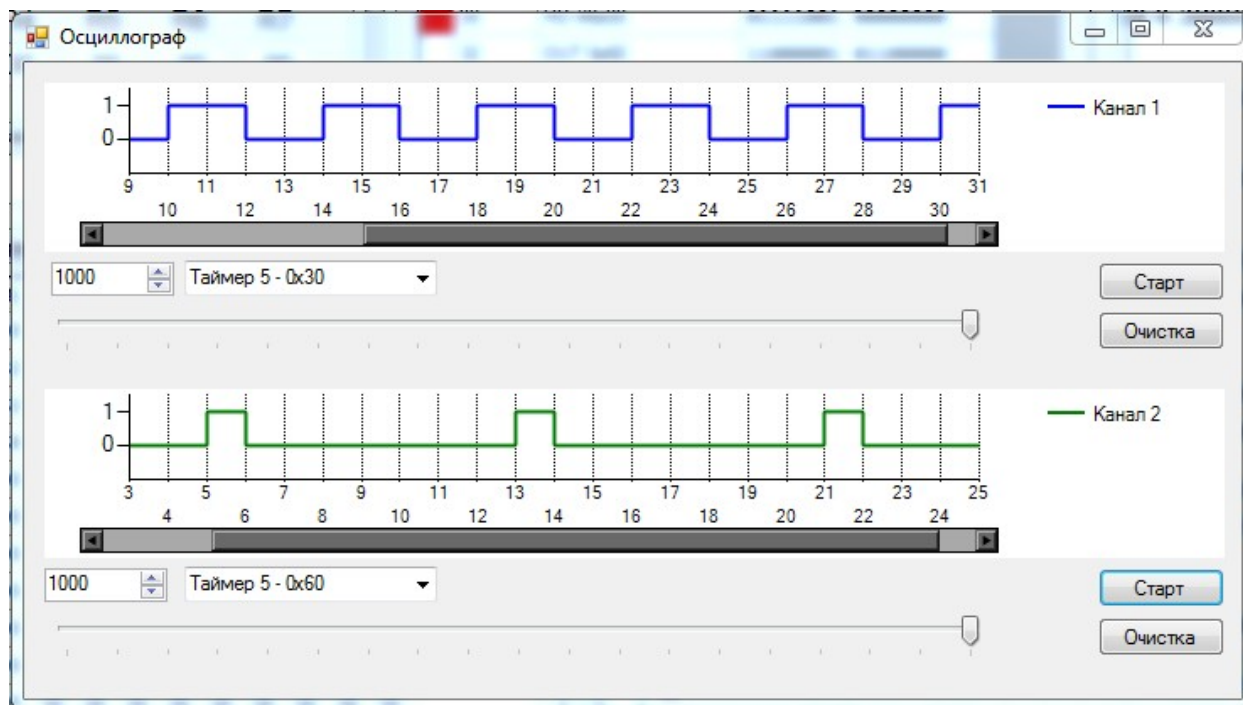 Осциллограф
1
0
Канал 1
9 11 13 15 17 19 21 23 25 27 29 31
10 12 14 16 18 20 22 24 26 28 30
1000 Таймер 5 - 0x30 Старт
Очистка
1
0
Канал 2
3 5 7 9 11 13 15 17 19 21 23 25
4 6 8 10 12 14 16 18 20 22 24
1000 Таймер 5 - 0x60 Старт
Очистка